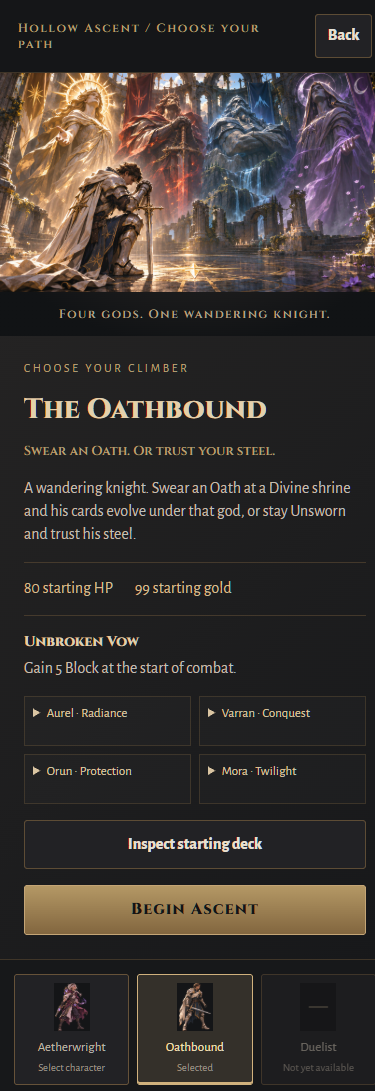 Hollow Ascent / Choose your
path
Back
Four gods. One wandering knight.
CHOOSE YOUR CLIMBER
The Oathbound
Swear an Oath. Or trust your steel.
A wandering knight. Swear an Oath at a Divine shrine
and his cards evolve under that god, or stay Unsworn
and trust his steel.
80 starting HP 99 starting gold
Unbroken Vow
Gain 5 Block at the start of combat.
Aurel · Radiance
Varran · Conquest
Orun · Protection
Mora · Twilight
Inspect starting deck
Begin Ascent
Aetherwright
Select character
Oathbound
Selected
Duelist
Not yet available